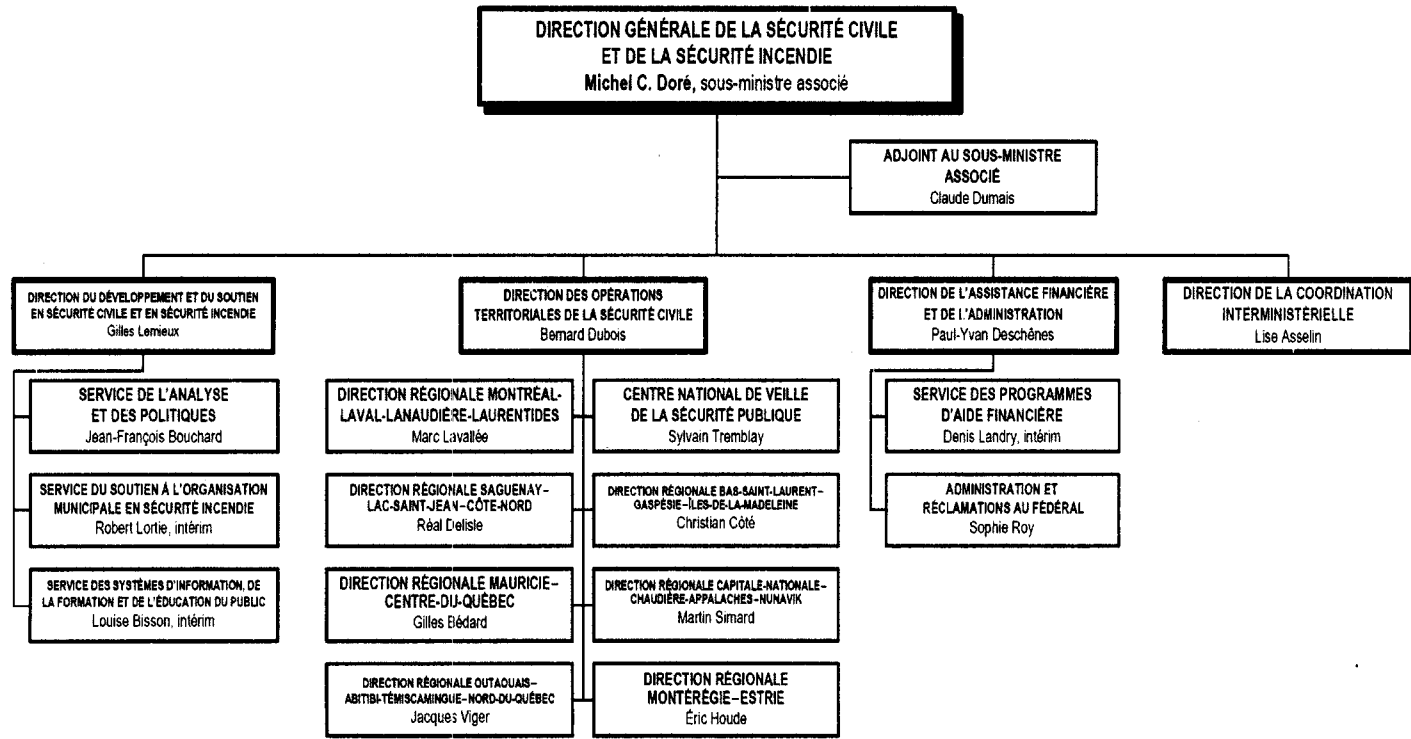 DIRECTION GÉNÉRALE DE LA SÉCURITÉ CIVILE
ET DE LA SÉCURITÉ INCENDIE
Michel C. Doré, sous-ministre associé
ADJOINT AU SOUS-MINISTRE
ASSOCIÉ
Claude Dumais
DIRECTION DU DÉVELOPPEMENT ET DU SOUTIEN
EN SÉCURITÉ CIVILE ET EN SÉCURITÉ INCENDIE
Gilles Lemieux
SERVICE DE L'ANALYSE
ET DES POLITIQUES
Jean-François Bouchard
SERVICE DU SOUTIEN À L'ORGANISATION
MUNICIPALE EN SÉCURITÉ INCENDIE
Robert Lortie, intérim
SERVICE DES SYSTÈMES D'INFORMATION, DE
LA FORMATION ET DE L'ÉDUCATION DU PUBLIC
Louise Bisson, intérim
DIRECTION DES OPÉRATIONS
TERRITORIALES DE LA SÉCURITÉ CIVILE
Bernard Dubois
DIRECTION RÉGIONALE MONTRÉAL-
LAVAL-LANAUDIÈRE-LAURENTIDES
Marc Lavallée
CENTRE NATIONAL DE VEILLE
DE LA SÉCURITÉ PUBLIQUE
Sylvain Tremblay
DIRECTION RÉGIONALE SAGUENAY–
LAC-SAINT-JEAN–CÔTE-NORD
Réal Delisle
DIRECTION RÉGIONALE BAS-SAINT-LAURENT–
GASPÉSIE–ÎLES-DE-LA-MADELEINE
Christian Côté
DIRECTION RÉGIONALE MAURICIE–
CENTRE-DU-QUÉBEC
Gilles Bédard
DIRECTION RÉGIONALE CAPITALE-NATIONALE–
CHAUDIÈRE-APPALACHES–NUNAVIK
Martin Simard
DIRECTION RÉGIONALE OUTAOUAIS–
ABITIBI-TÉMISCAMINGUE–NORD-DU-QUÉBEC
Jacques Viger
DIRECTION RÉGIONALE
MONTÉRÉGIE–ESTRIE
Éric Houde
DIRECTION DE L'ASSISTANCE FINANCIÈRE
ET DE L'ADMINISTRATION
Paul-Yvan Deschênes
SERVICE DES PROGRAMMES
D'AIDE FINANCIÈRE
Denis Landry, intérim
ADMINISTRATION ET
RÉCLAMATIONS AU FÉDÉRAL
Sophie Roy
DIRECTION DE LA COORDINATION
INTERMINISTÉRIELLE
Lise Asselin